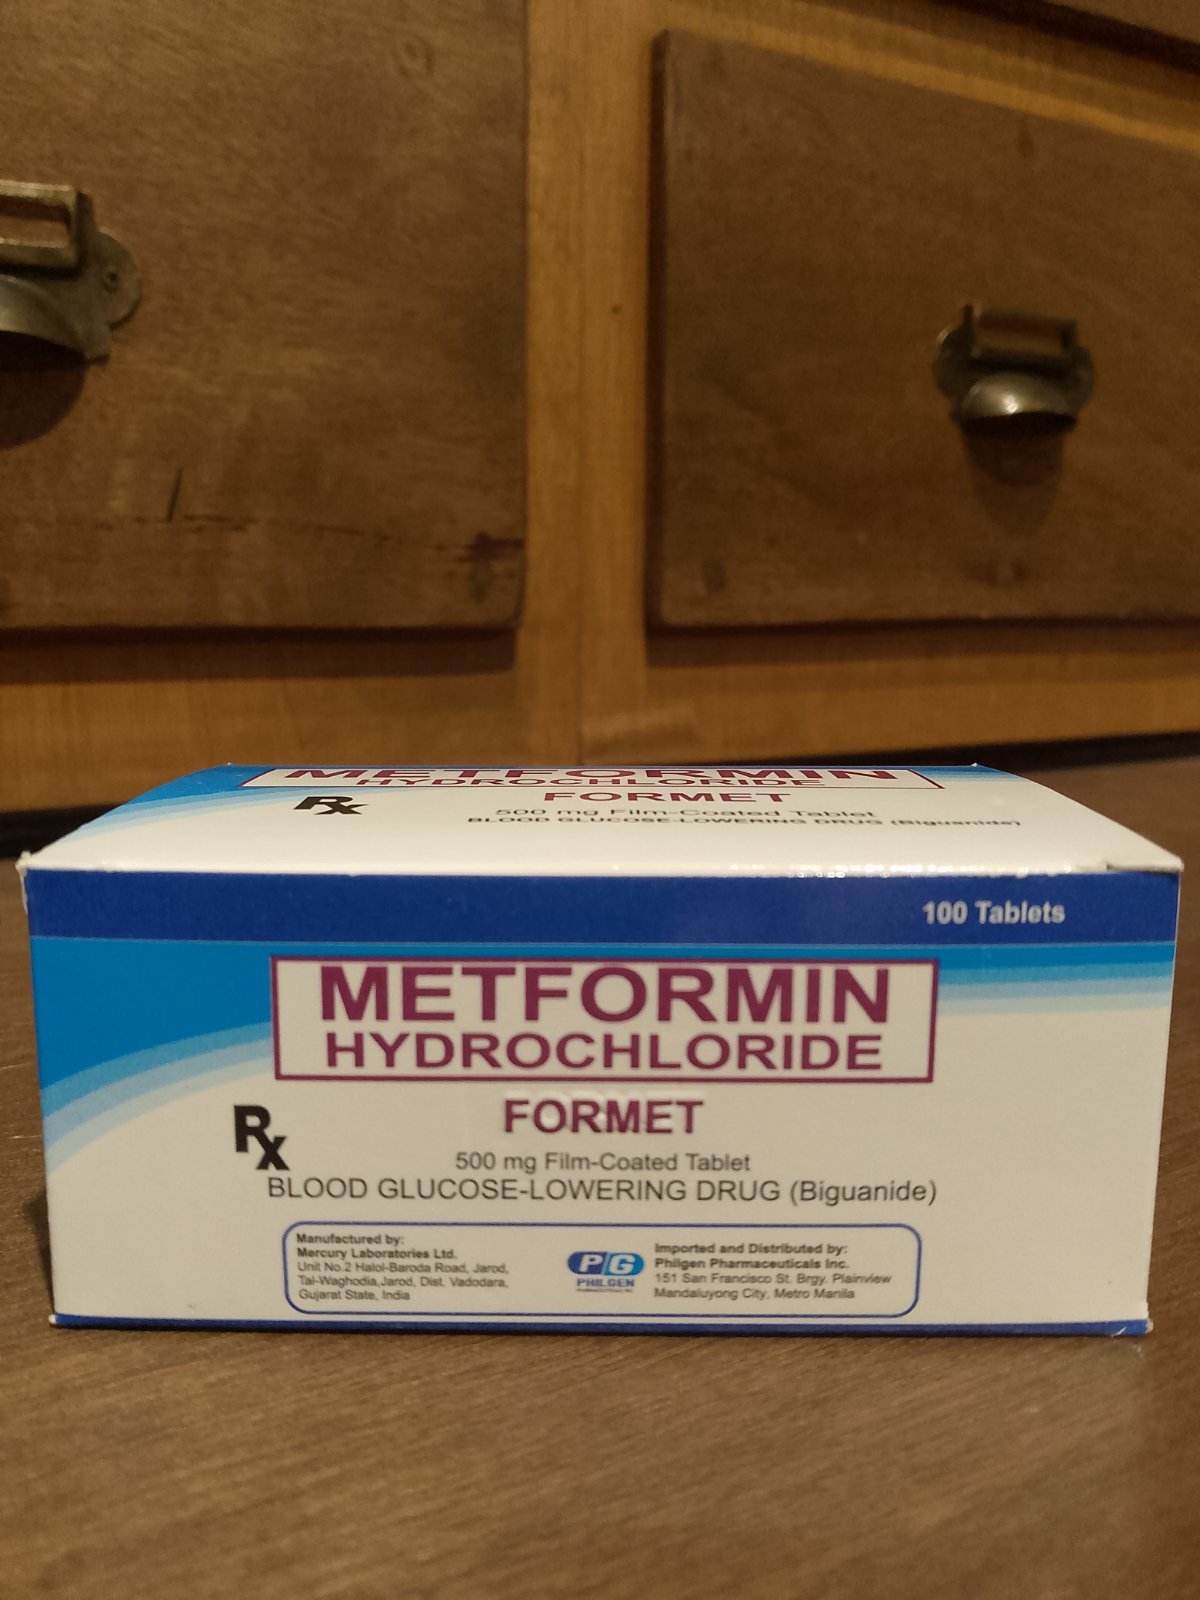 METFORMIN
HYDROCHLORIDE
Rx
FORMET
500 mg Film-Coated Tablet
BLOOD GLUCOSE-LOWERING DRUG (Biguanide)
100 Tablets
METFORMIN
HYDROCHLORIDE
FORMET
Rx
500 mg Film-Coated Tablet
BLOOD GLUCOSE-LOWERING DRUG (Biguanide)
Manufactured by:
Mercury Laboratories Ltd.
Unit No.2 Halol-Baroda Road, Jarod,
Tal-Waghodia,Jarod, Dist. Vadodara,
Gujarat State, India
PG
PHILGEN
Imported and Distributed by:
Philgen Pharmaceuticals Inc.
151 San Francisco St. Brgy. Plainview
Mandaluyong City, Metro Manila